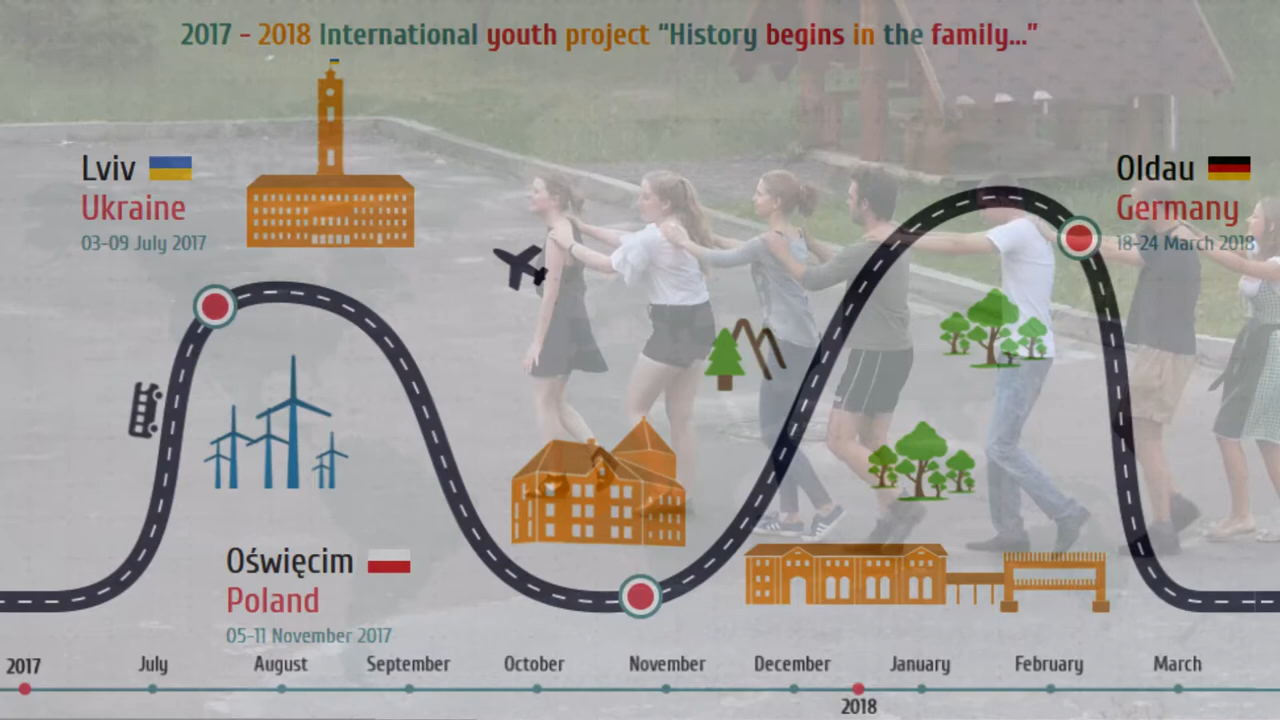 2017 - 2018 International youth project “History begins in the family...”
Lviv
Ukraine
03-09 July 2017
Oldau
Germany
18-24 March 2018
Oświęcim
Poland
05-11 November 2017
2017 July August September October November December January February March
2018